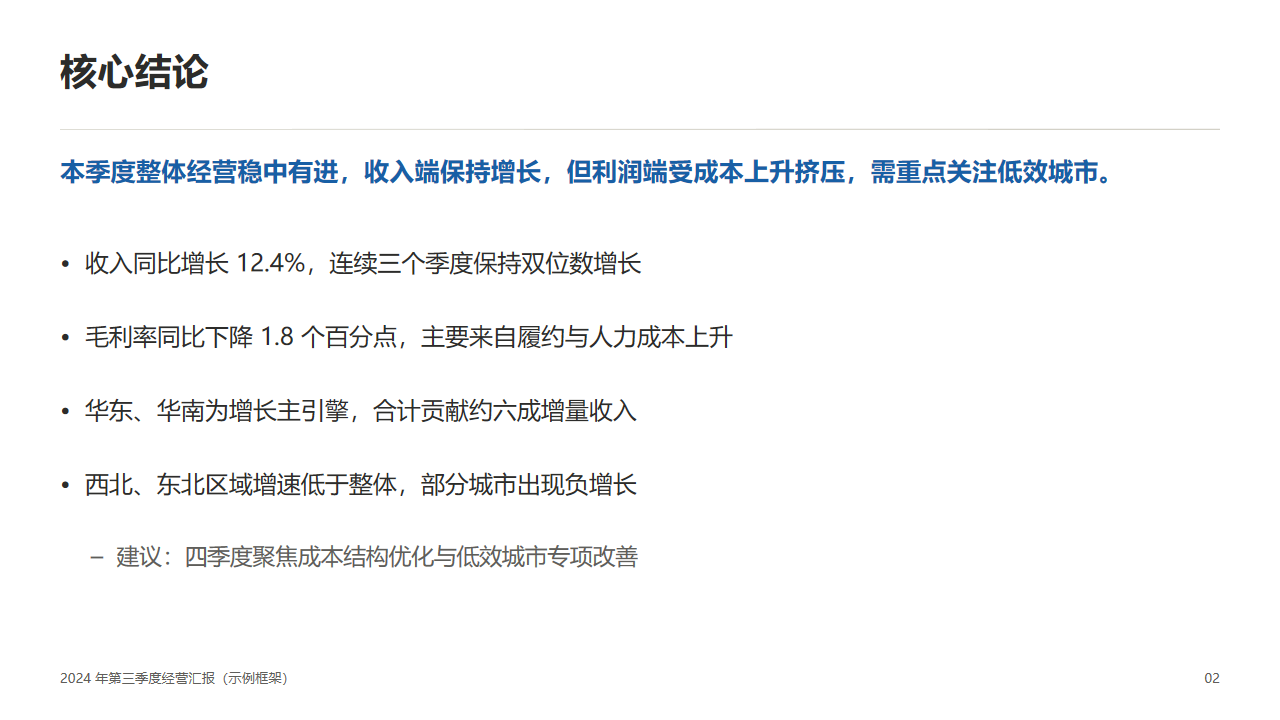 核心结论
本季度整体经营稳中有进，收入端保持增长，但利润端受成本上升挤压，需重点关注低效城市。
• 收入同比增长 12.4%，连续三个季度保持双位数增长
• 毛利率同比下降 1.8 个百分点，主要来自履约与人力成本上升
• 华东、华南为增长主引擎，合计贡献约六成增量收入
• 西北、东北区域增速低于整体，部分城市出现负增长
– 建议：四季度聚焦成本结构优化与低效城市专项改善
2024 年第三季度经营汇报（示例框架）
02